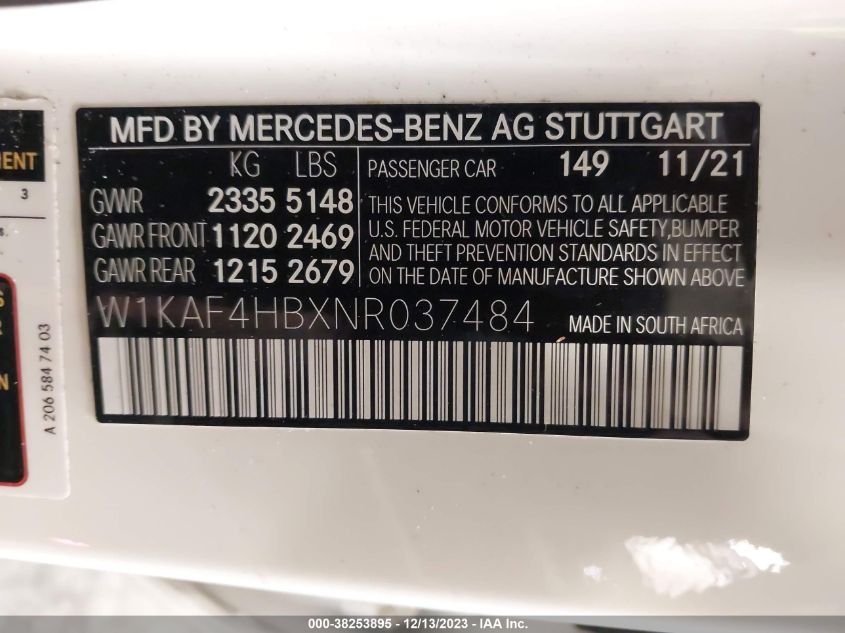 MFD BY MERCEDES-BENZ AG STUTTGART
KG LBS
GVWR 2335 5148
GAWR FRONT 1120 2469
GAWR REAR 1215 2679
PASSENGER CAR 149 11/21
THIS VEHICLE CONFORMS TO ALL APPLICABLE
U.S. FEDERAL MOTOR VEHICLE SAFETY, BUMPER
AND THEFT PREVENTION STANDARDS IN EFFECT
ON THE DATE OF MANUFACTURE SHOWN ABOVE
W1KAF4HBXNR037484 MADE IN SOUTH AFRICA
3
A 206 584 74 03
000-38253895 - 12/13/2023 - IAA Inc.